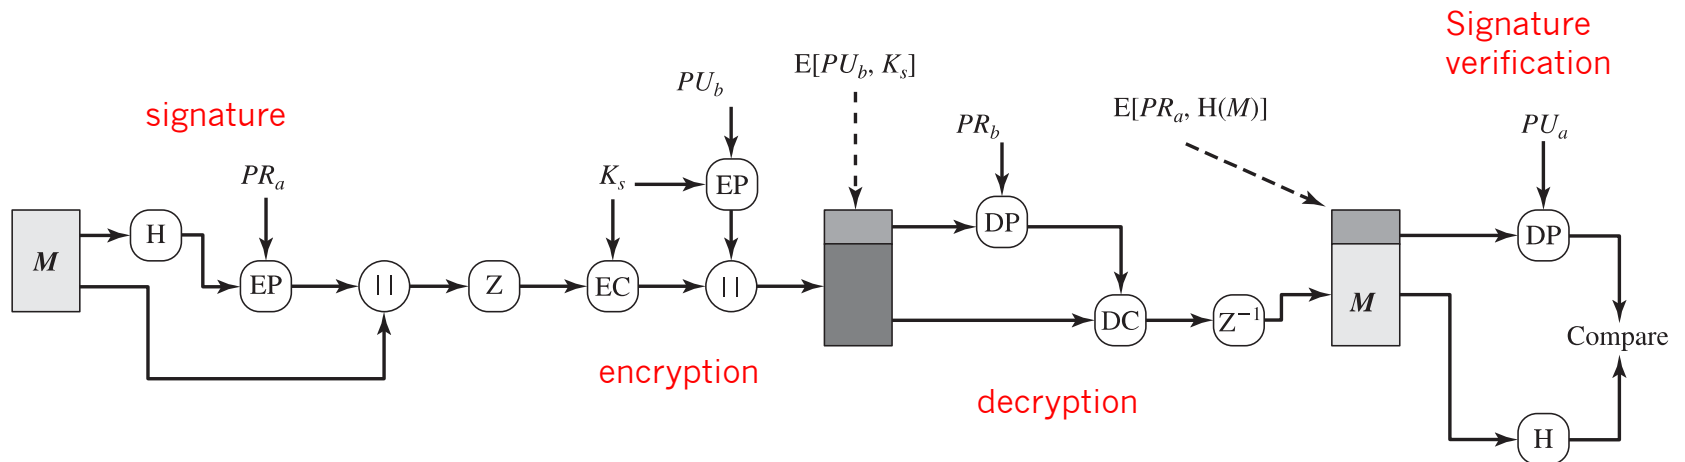 Signature
verification
signature
PU_b
E[PU_b, K_s]
E[PR_a, H(M)]
PR_b
PU_a
PR_a
K_s
EP
M
H
EP
||
Z
EC
||
DP
DC
Z⁻¹
M
DP
Compare
H
encryption
decryption